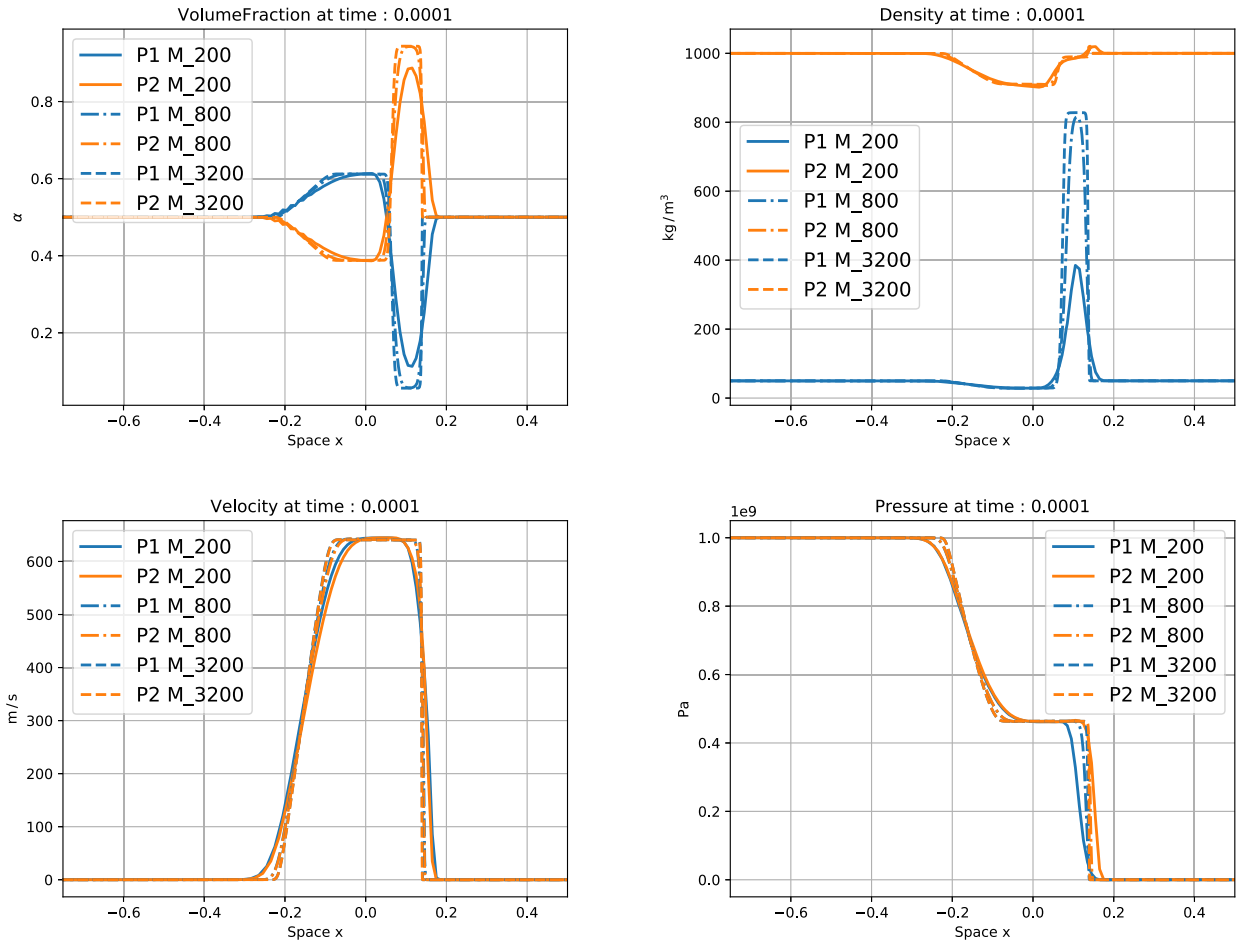 VolumeFraction at time : 0.0001
P1 M_200
P2 M_200
P1 M_800
P2 M_800
P1 M_3200
P2 M_3200
0.8
0.6
0.4
0.2
α
−0.6 −0.4 −0.2 0.0 0.2 0.4
Space x
Density at time : 0.0001
1000
800
600
400
200
0
kg/m³
P1 M_200
P2 M_200
P1 M_800
P2 M_800
P1 M_3200
P2 M_3200
−0.6 −0.4 −0.2 0.0 0.2 0.4
Space x
Velocity at time : 0.0001
P1 M_200
P2 M_200
P1 M_800
P2 M_800
P1 M_3200
P2 M_3200
600
500
400
300
200
100
0
m/s
−0.6 −0.4 −0.2 0.0 0.2 0.4
Space x
Pressure at time : 0.0001
1e9
1.0
0.8
0.6
0.4
0.2
0.0
Pa
P1 M_200
P2 M_200
P1 M_800
P2 M_800
P1 M_3200
P2 M_3200
−0.6 −0.4 −0.2 0.0 0.2 0.4
Space x